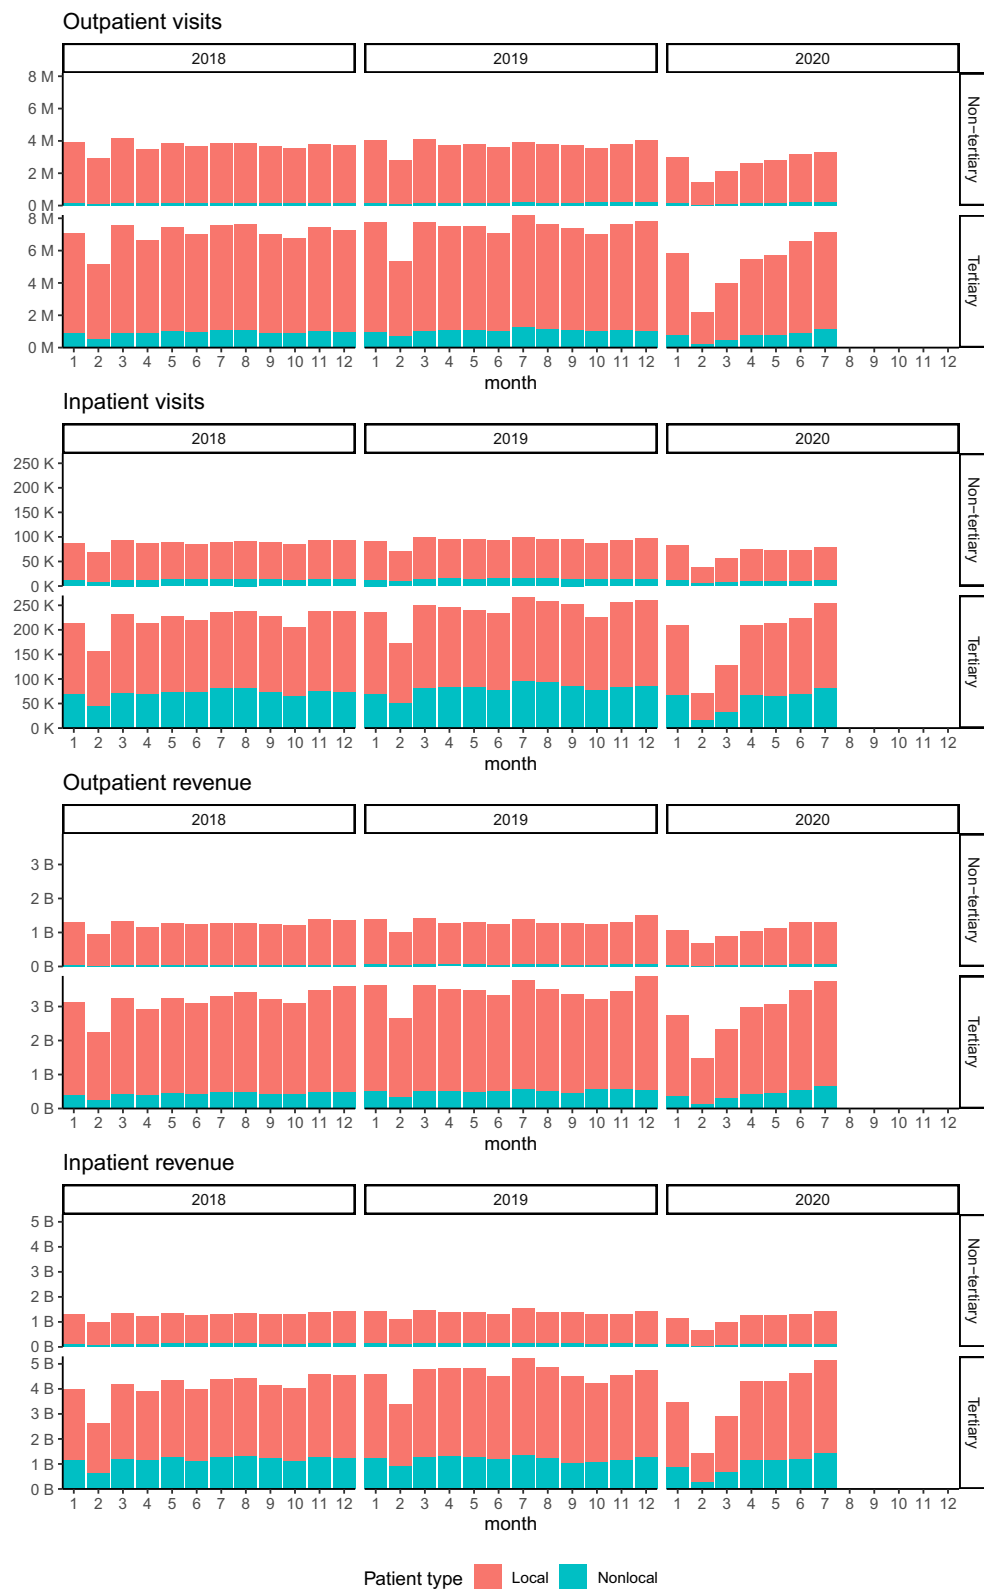 Outpatient visits
2018 2019 2020
8 M
6 M
4 M
2 M
0 M
Non−tertiary
8 M
6 M
4 M
2 M
0 M
Tertiary
1 2 3 4 5 6 7 8 9 10 11 12 1 2 3 4 5 6 7 8 9 10 11 12 1 2 3 4 5 6 7 8 9 10 11 12
month
Inpatient visits
2018 2019 2020
250 K
200 K
150 K
100 K
50 K
0 K
Non−tertiary
250 K
200 K
150 K
100 K
50 K
0 K
Tertiary
1 2 3 4 5 6 7 8 9 10 11 12 1 2 3 4 5 6 7 8 9 10 11 12 1 2 3 4 5 6 7 8 9 10 11 12
month
Outpatient revenue
2018 2019 2020
3 B
2 B
1 B
0 B
Non−tertiary
3 B
2 B
1 B
0 B
Tertiary
1 2 3 4 5 6 7 8 9 10 11 12 1 2 3 4 5 6 7 8 9 10 11 12 1 2 3 4 5 6 7 8 9 10 11 12
month
Inpatient revenue
2018 2019 2020
5 B
4 B
3 B
2 B
1 B
0 B
Non−tertiary
5 B
4 B
3 B
2 B
1 B
0 B
Tertiary
1 2 3 4 5 6 7 8 9 10 11 12 1 2 3 4 5 6 7 8 9 10 11 12 1 2 3 4 5 6 7 8 9 10 11 12
month
Patient type Local Nonlocal